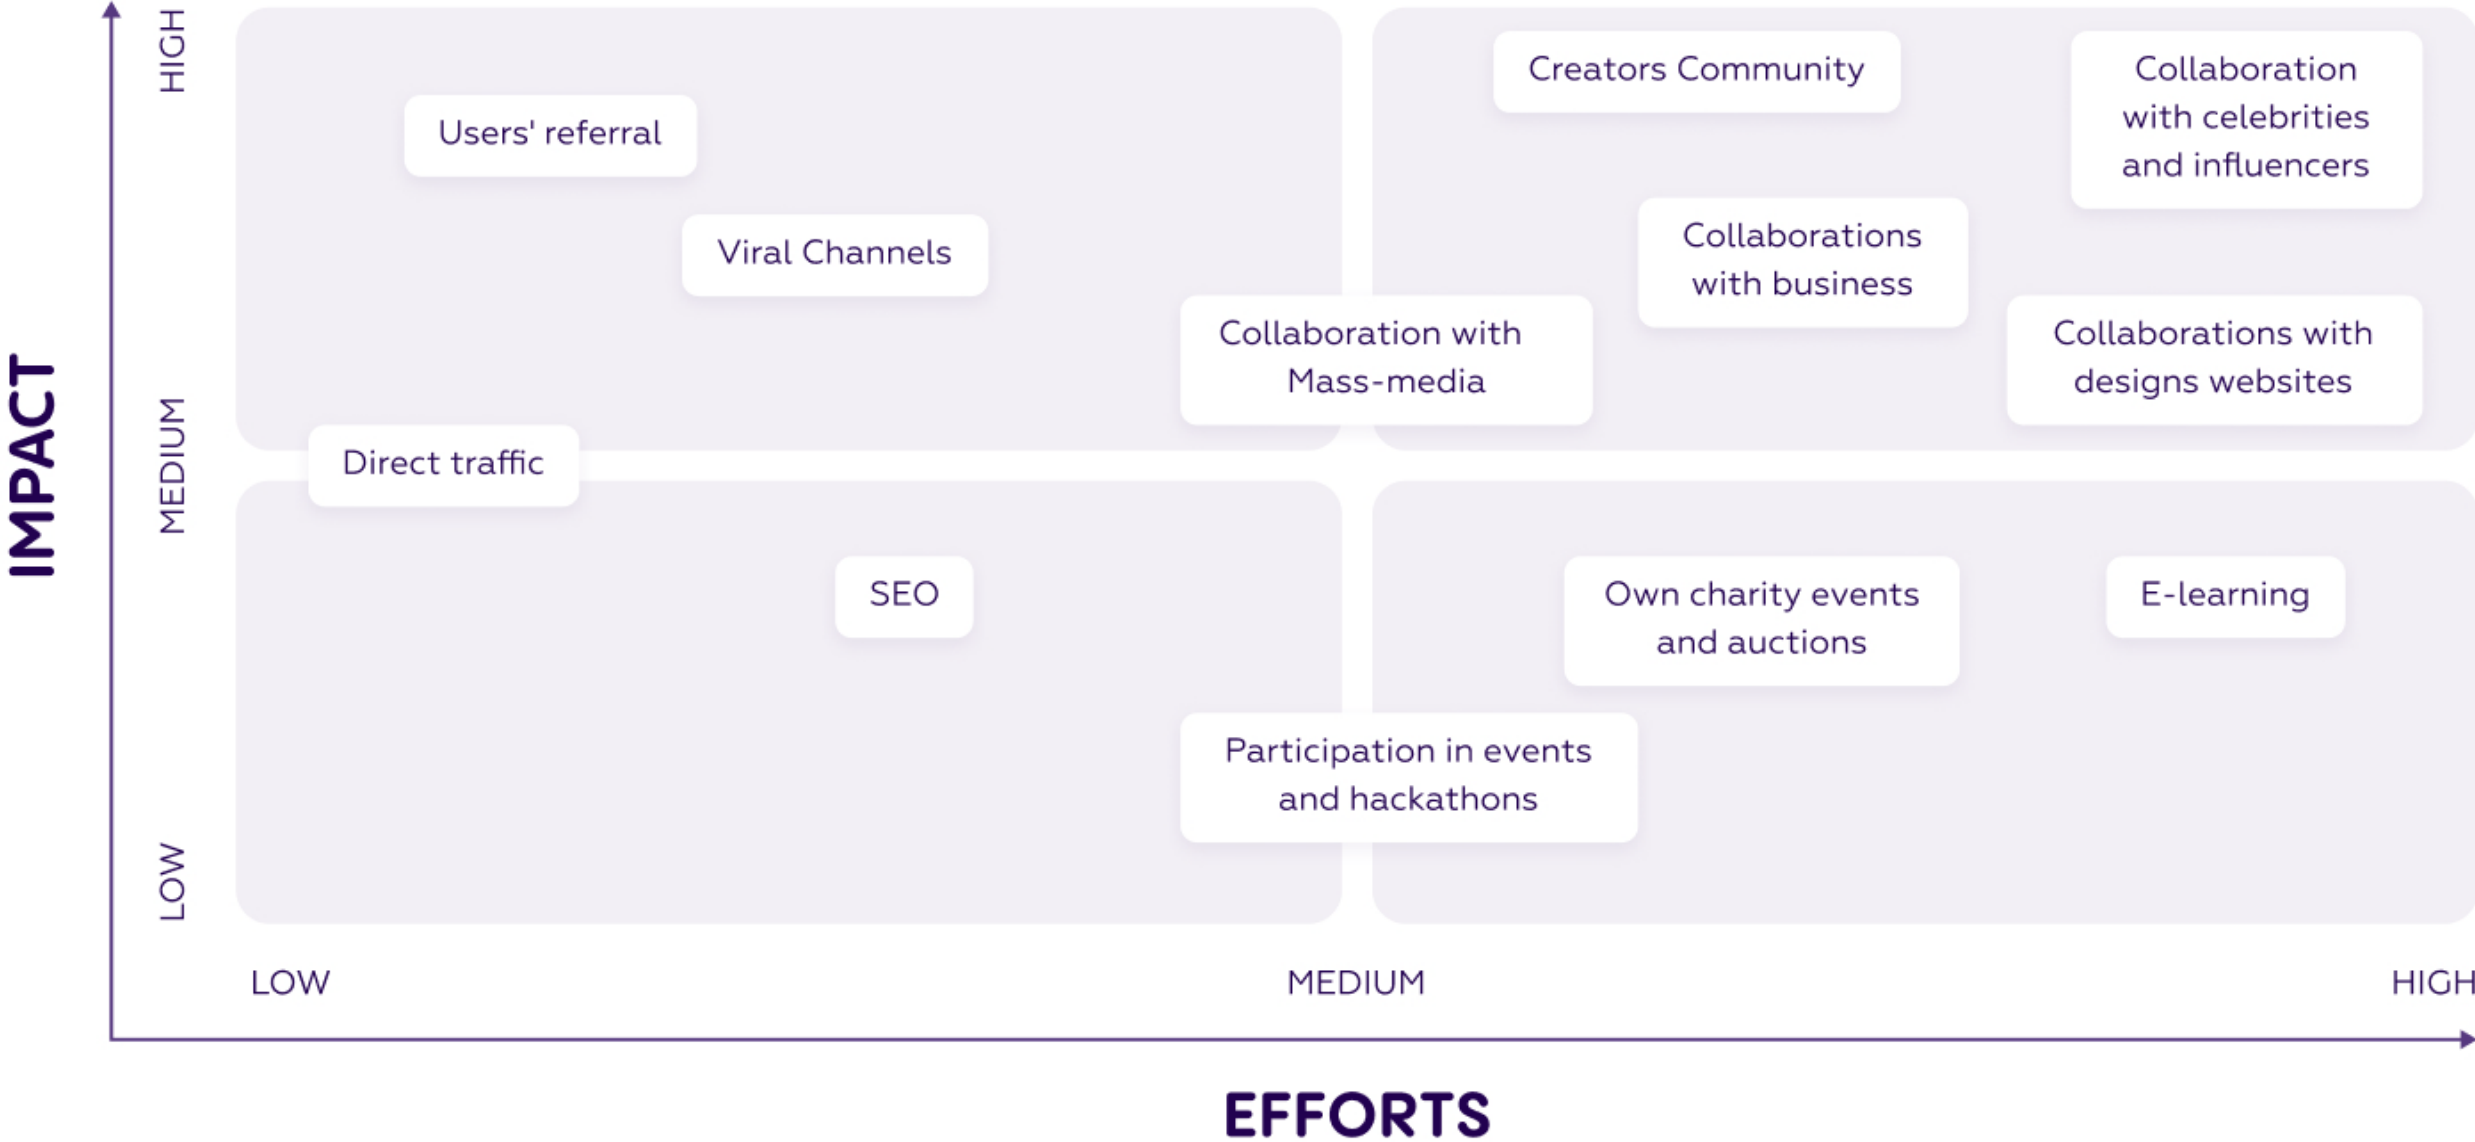 IMPACT
HIGH
MEDIUM
LOW
Users' referral
Viral Channels
Creators Community
Collaboration
with celebrities
and influencers
Collaborations
with business
Collaboration with
Mass-media
Collaborations with
designs websites
Direct traffic
SEO
Own charity events
and auctions
E-learning
Participation in events
and hackathons
LOW
MEDIUM
HIGH
EFFORTS